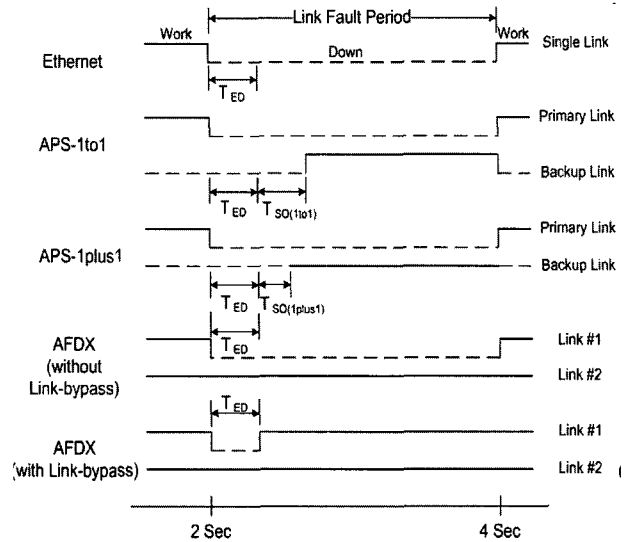 Link Fault Period
Work
Work
Single Link
Ethernet
Down
T ED
Primary Link
APS-1to1
Backup Link
T ED
T SO(1to1)
Primary Link
APS-1plus1
Backup Link
T ED
T SO(1plus1)
AFDX
(without
Link-bypass)
T ED
Link #1
Link #2
T ED
AFDX
(with Link-bypass)
Link #1
Link #2
2 Sec
4 Sec